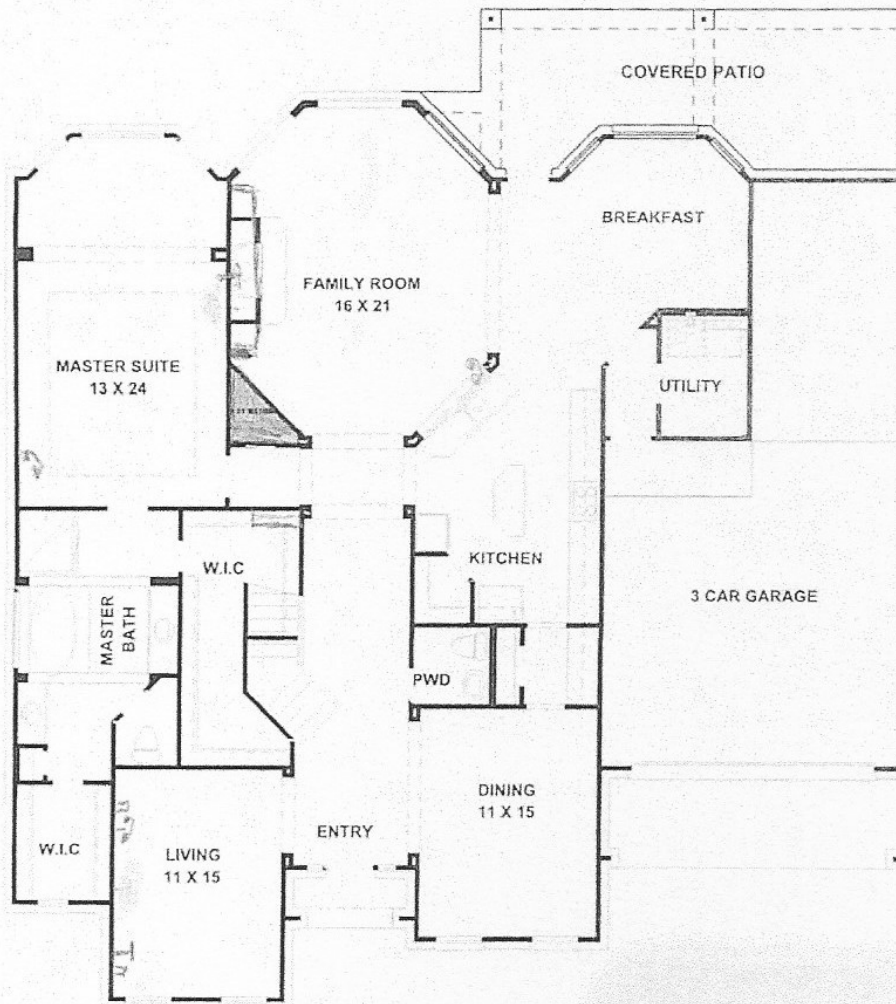 COVERED PATIO
BREAKFAST
FAMILY ROOM
16 X 21
MASTER SUITE
13 X 24
UTILITY
W.I.C
KITCHEN
3 CAR GARAGE
MASTER
BATH
PWD
DINING
11 X 15
ENTRY
W.I.C
LIVING
11 X 15